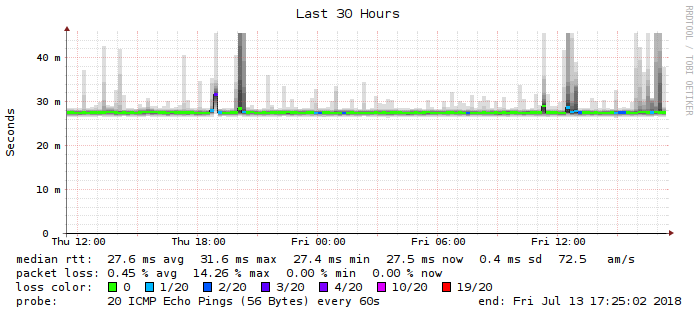 Last 30 Hours
RRDTOOL / TOBI OETIKER
Seconds
40 m
30 m
20 m
10 m
0
Thu 12:00 Thu 18:00 Fri 00:00 Fri 06:00 Fri 12:00
median rtt: 27.6 ms avg 31.6 ms max 27.4 ms min 27.5 ms now 0.4 ms sd 72.5 am/s
packet loss: 0.45 % avg 14.26 % max 0.00 % min 0.00 % now
loss color: 0 1/20 2/20 3/20 4/20 10/20 19/20
probe: 20 ICMP Echo Pings (56 Bytes) every 60s end: Fri Jul 13 17:25:02 2018